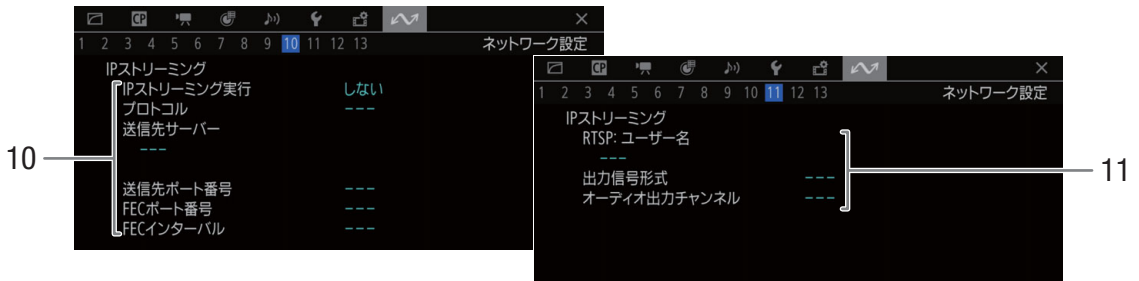 CP
1 2 3 4 5 6 7 8 9 10 11 12 13 ネットワーク設定
IPストリーミング
IPストリーミング実行 しない
プロトコル ---
送信先サーバー
---
送信先ポート番号 ---
FECポート番号 ---
FECインターバル ---
10
CP
1 2 3 4 5 6 7 8 9 10 11 12 13 ネットワーク設定
IPストリーミング
RTSP: ユーザー名
---
出力信号形式 ---
オーディオ出力チャンネル ---
11